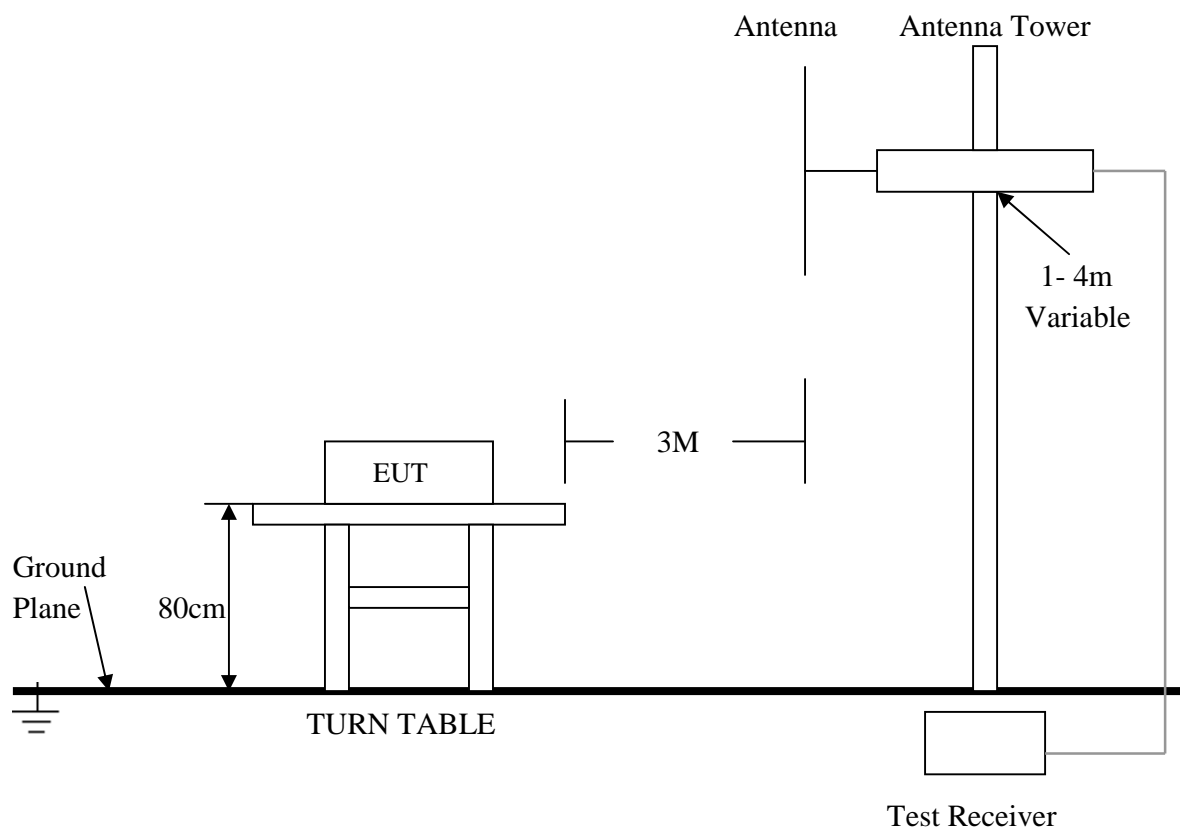 Antenna
Antenna Tower
1- 4m
Variable
3M
EUT
Ground
Plane
80cm
TURN TABLE
Test Receiver